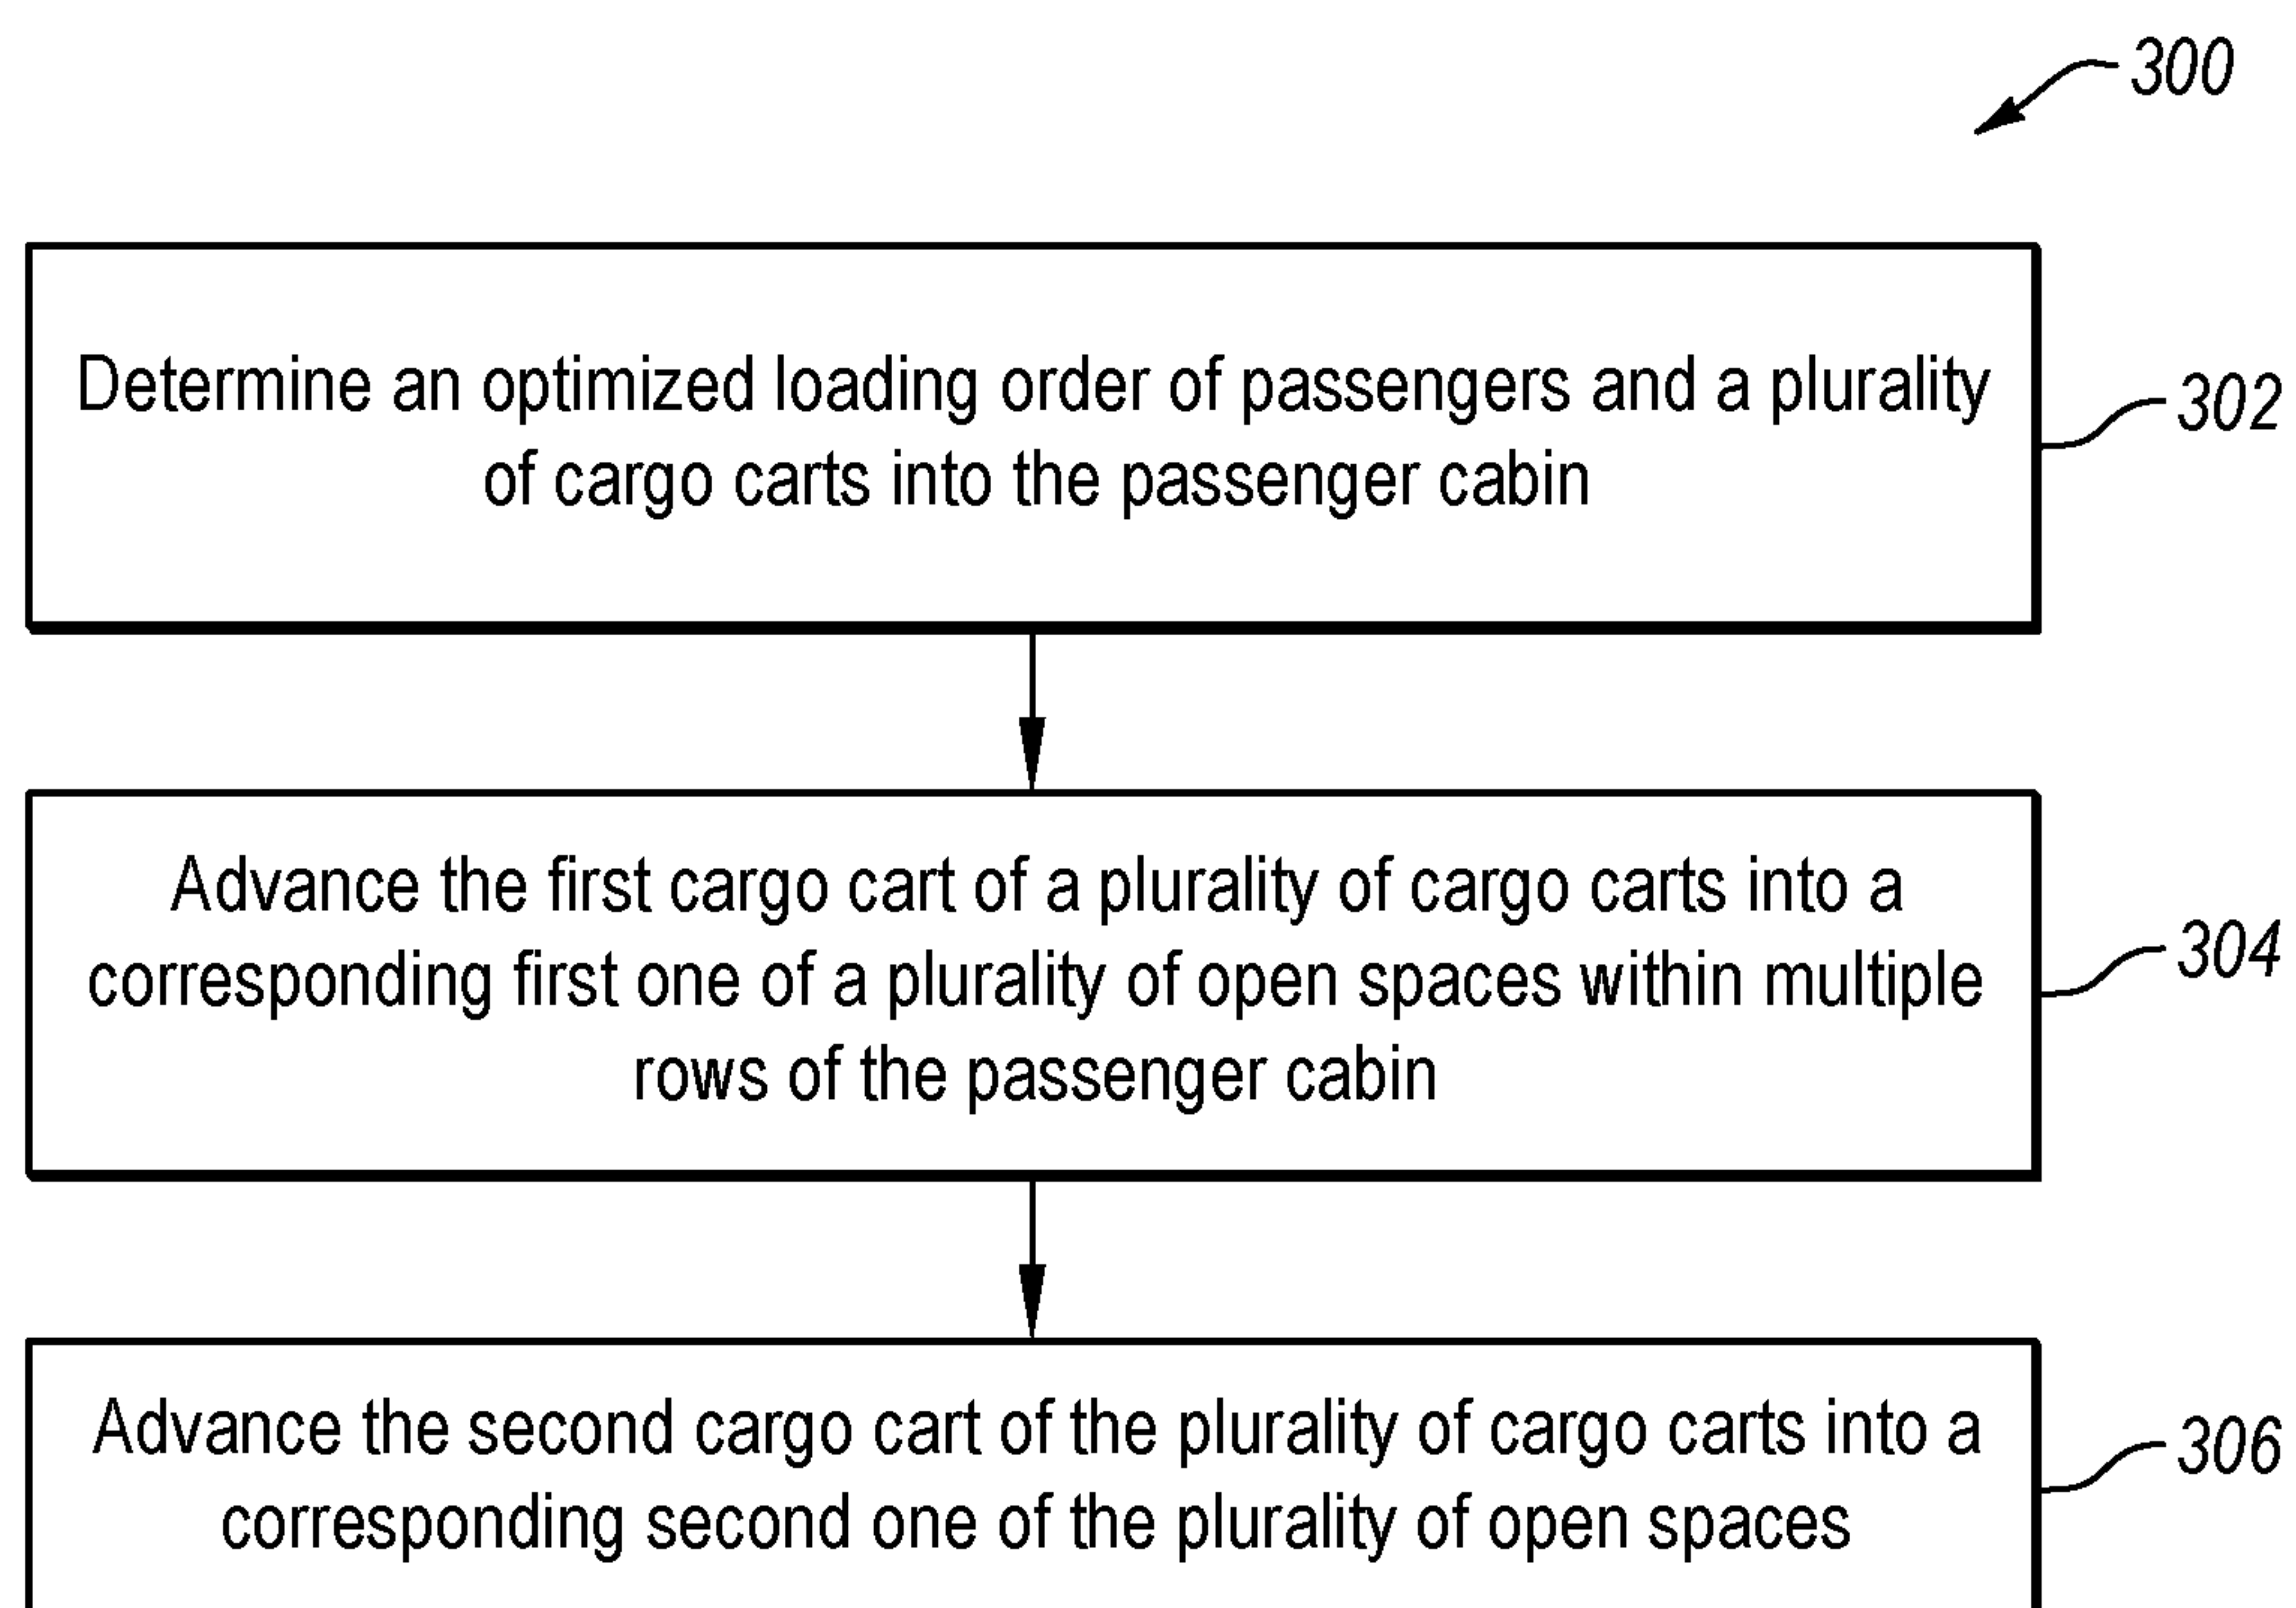 300
Determine an optimized loading order of passengers and a plurality
of cargo carts into the passenger cabin
302
Advance the first cargo cart of a plurality of cargo carts into a
corresponding first one of a plurality of open spaces within multiple
rows of the passenger cabin
304
Advance the second cargo cart of the plurality of cargo carts into a
corresponding second one of the plurality of open spaces
306